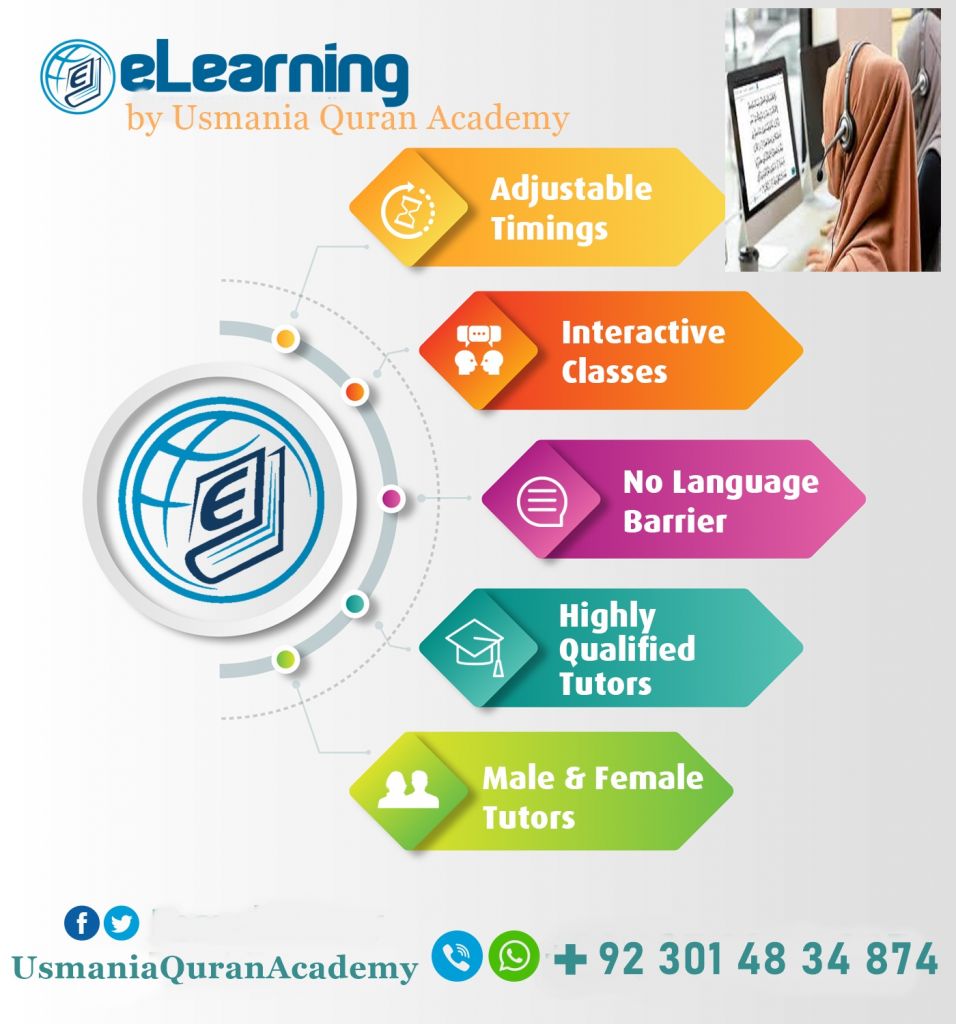 eLearning
by Usmania Quran Academy
Adjustable
Timings
Interactive
Classes
No Language
Barrier
Highly
Qualified
Tutors
Male & Female
Tutors
UsmaniaQuranAcademy
+ 92 301 48 34 874